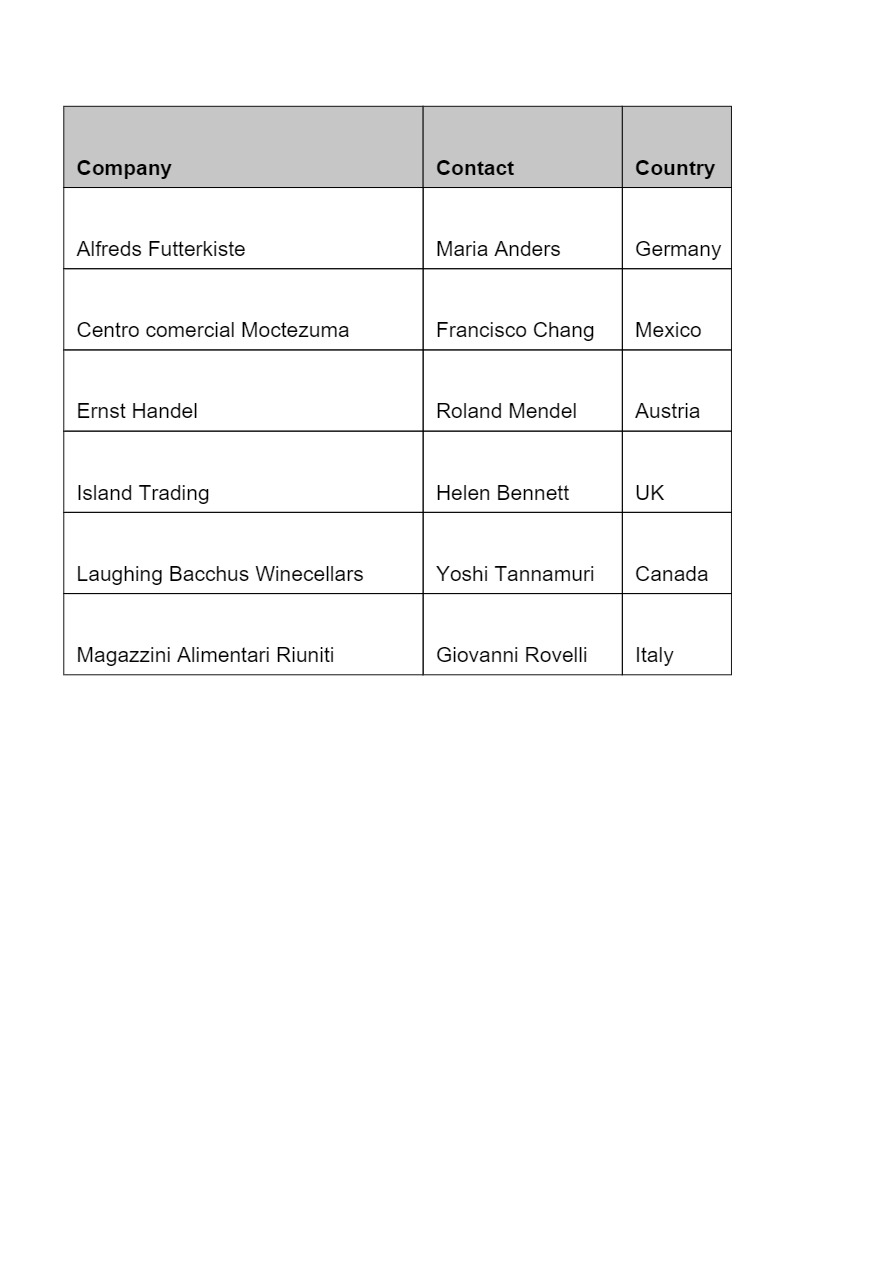 Company Contact Country
Alfreds Futterkiste Maria Anders Germany
Centro comercial Moctezuma Francisco Chang Mexico
Ernst Handel Roland Mendel Austria
Island Trading Helen Bennett UK
Laughing Bacchus Winecellars Yoshi Tannamuri Canada
Magazzini Alimentari Riuniti Giovanni Rovelli Italy